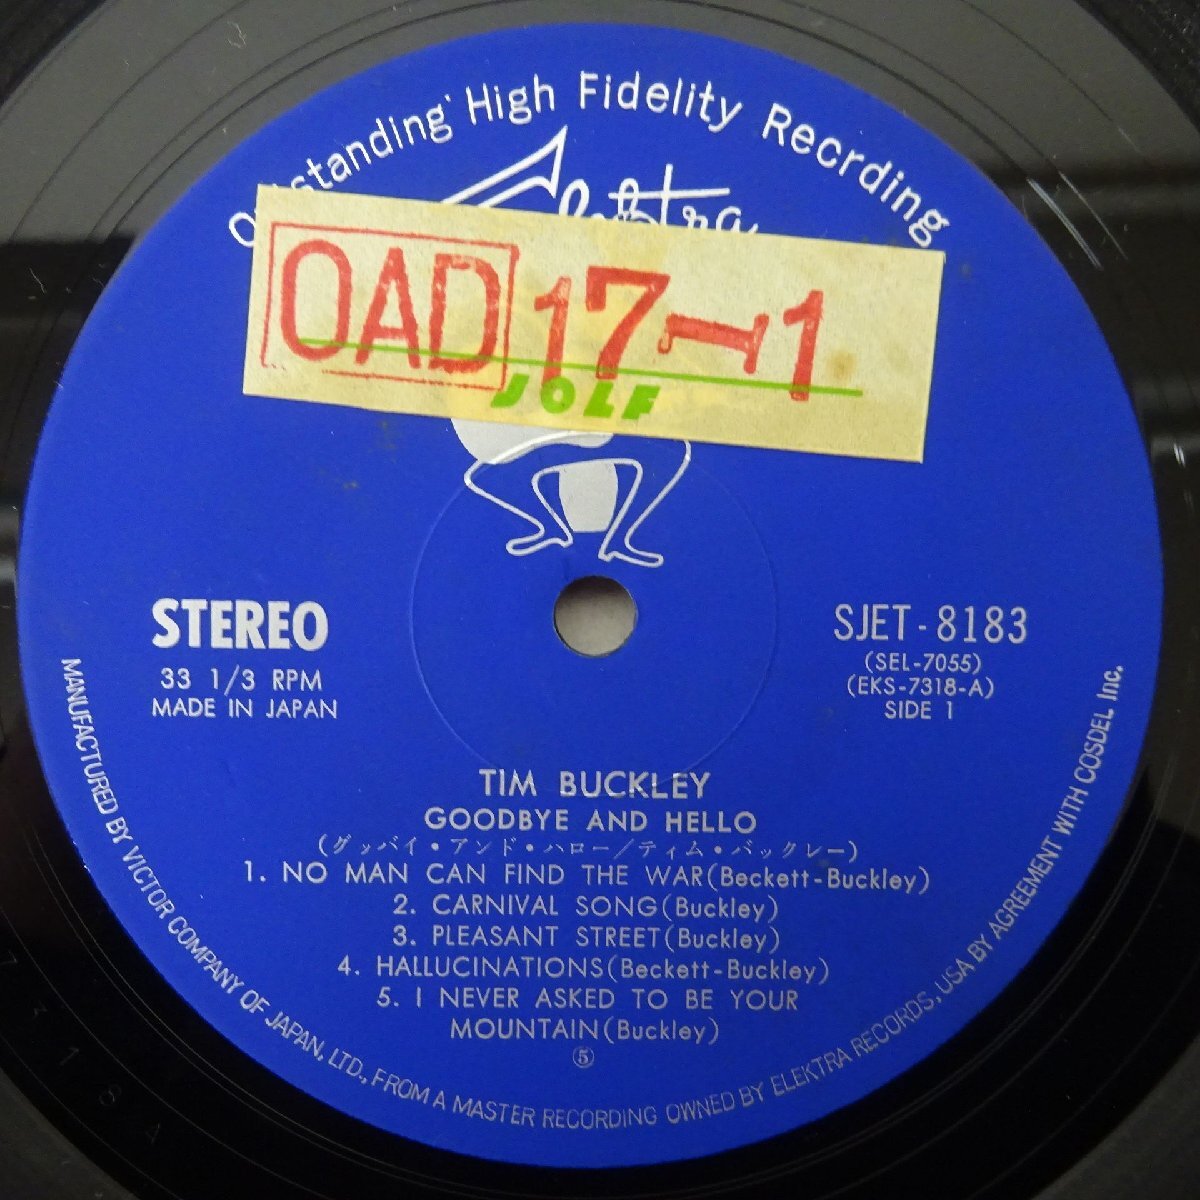 Outstanding High Fidelity Recrding
Elektra
OAD 17-1
JOLF
STEREO
33 1/3 RPM
MADE IN JAPAN
SJET-8183
(SEL-7055)
(EKS-7318-A)
SIDE 1
TIM BUCKLEY
GOODBYE AND HELLO
(グッバイ・アンド・ハロー/ティム・バックレー)
1. NO MAN CAN FIND THE WAR(Beckett-Buckley)
2. CARNIVAL SONG(Buckley)
3. PLEASANT STREET(Buckley)
4. HALLUCINATIONS(Beckett-Buckley)
5. I NEVER ASKED TO BE YOUR
MOUNTAIN(Buckley)
⑤
MANUFACTURED BY VICTOR COMPANY OF JAPAN, LTD., FROM A MASTER RECORDING OWNED BY ELEKTRA RECORDS, USA BY AGREEMENT WITH COSDEL Inc.